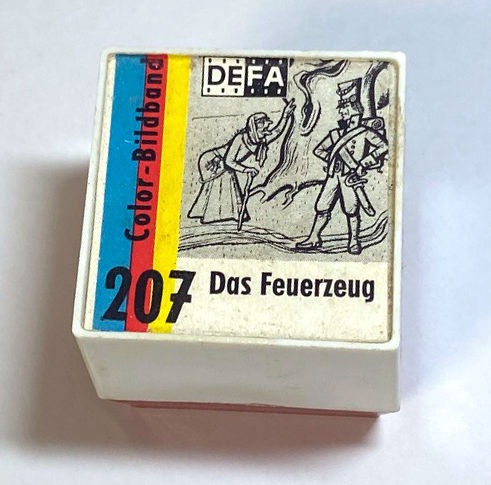 DEFA
Color-Bildband
207
Das Feuerzeug